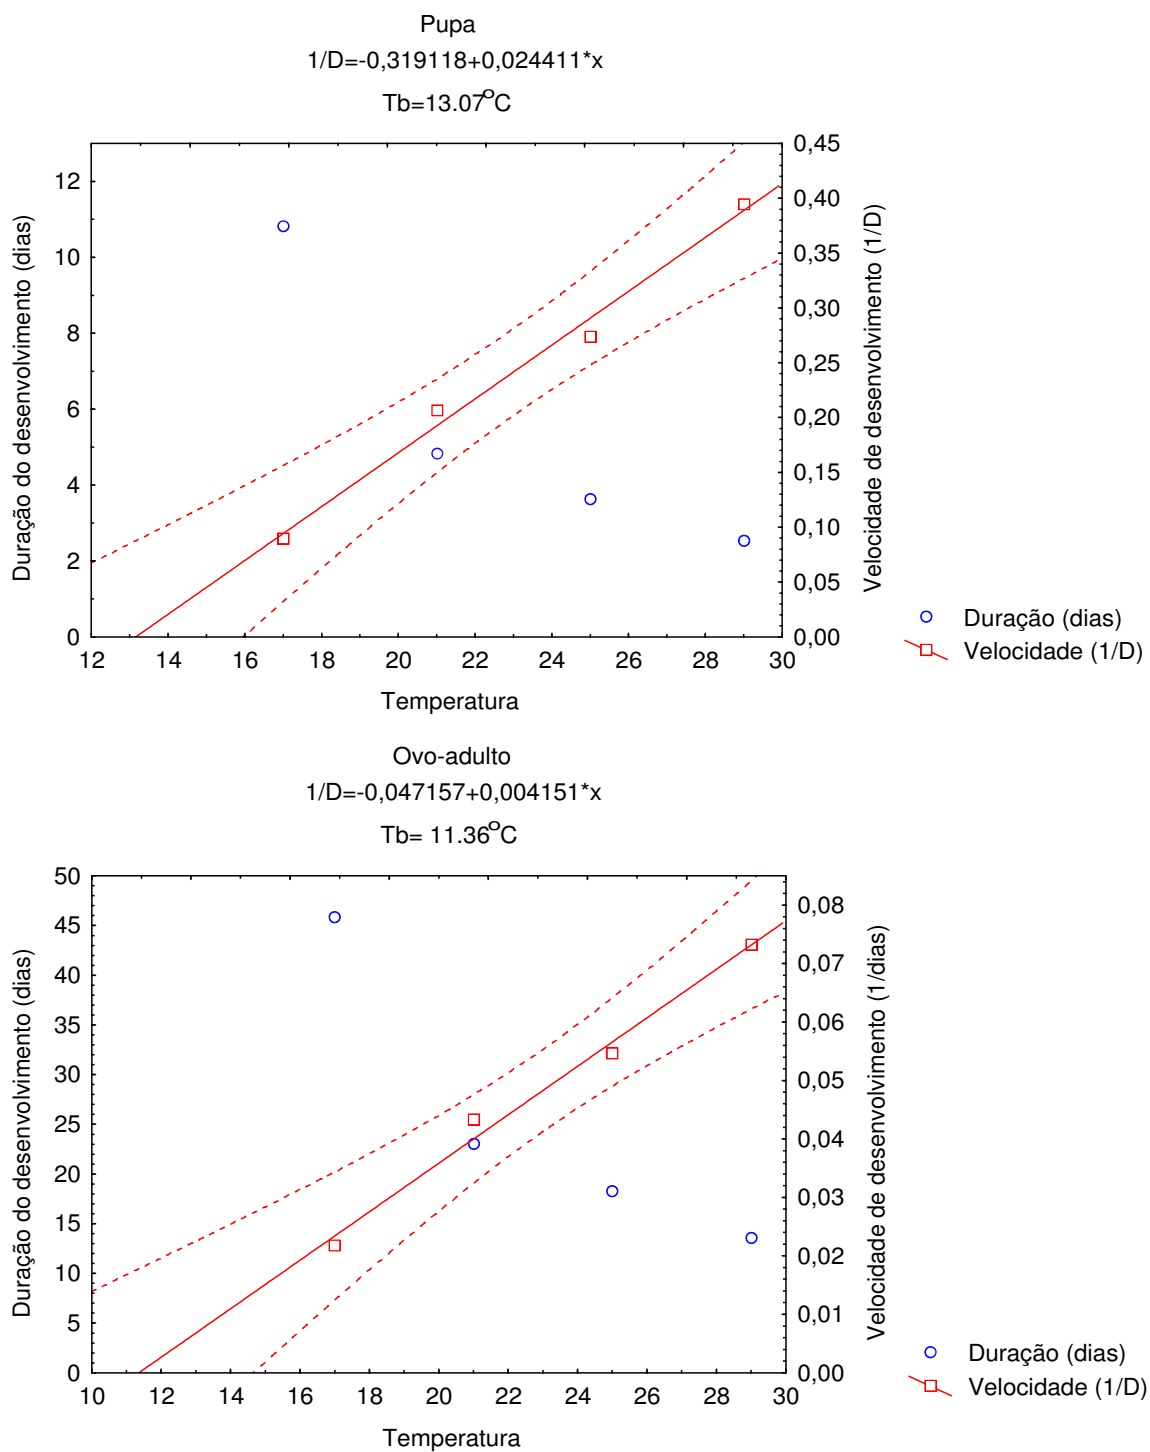 Pupa
1/D=-0,319118+0,024411*x
Tb=13.07°C
Duração do desenvolvimento (dias)
12
10
8
6
4
2
0
0,45
0,40
0,35
0,30
0,25
0,20
0,15
0,10
0,05
0,00
Velocidade de desenvolvimento (1/D)
12 14 16 18 20 22 24 26 28 30
Temperatura
Duração (dias)
Velocidade (1/D)
Ovo-adulto
1/D=-0,047157+0,004151*x
Tb= 11.36°C
Duração do desenvolvimento (dias)
50
45
40
35
30
25
20
15
10
5
0
0,08
0,07
0,06
0,05
0,04
0,03
0,02
0,01
0,00
Velocidade de desenvolvimento (1/dias)
10 12 14 16 18 20 22 24 26 28 30
Temperatura
Duração (dias)
Velocidade (1/D)